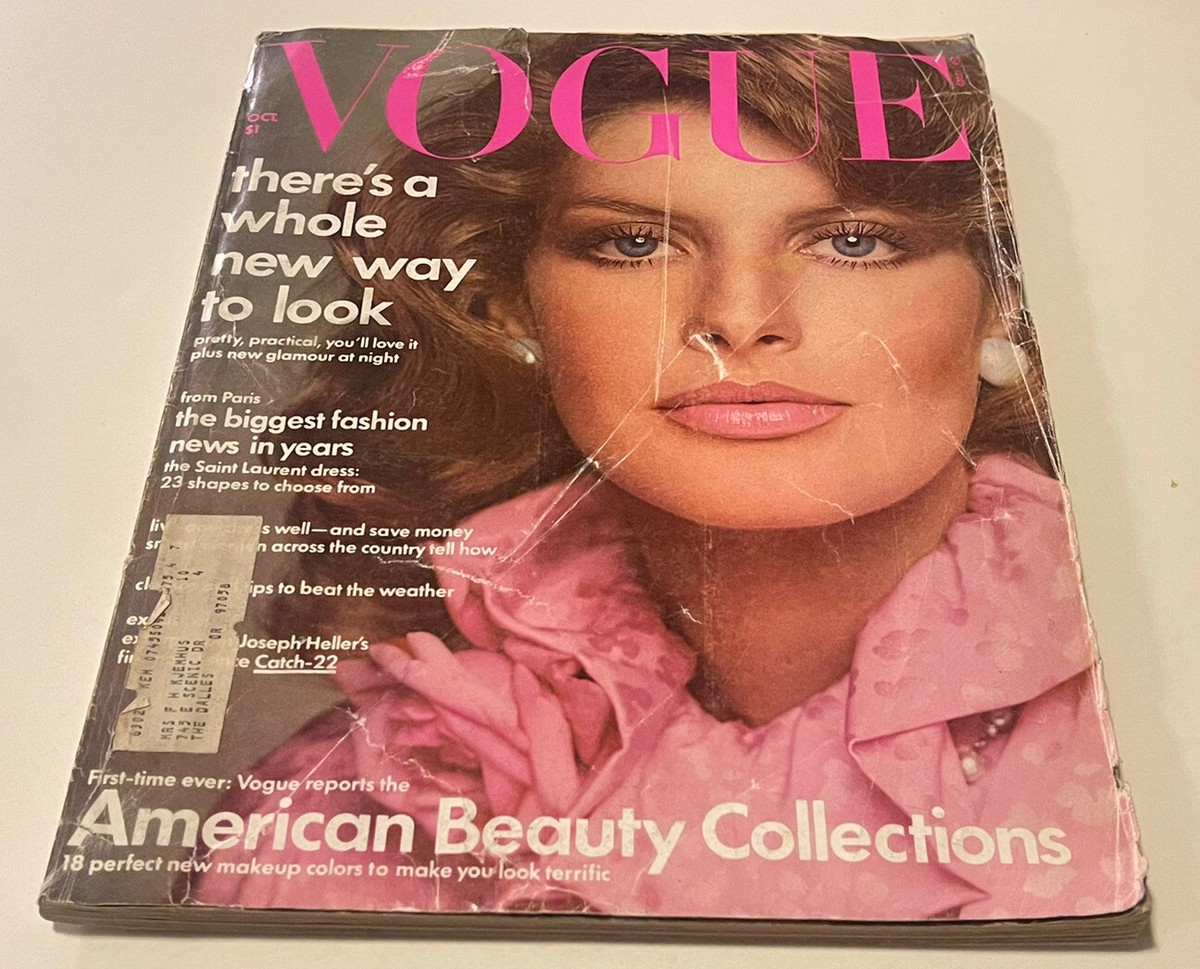 VOGUE
OCT.
$1
there's a
whole
new way
to look
pretty, practical, you'll love it
plus new glamour at night
from Paris
the biggest fashion
news in years
the Saint Laurent dress:
23 shapes to choose from
well—and save money
across the country tell how
to beat the weather
Joseph Heller's
Catch-22
KEM
MRS F H KJEMHUS
E SCENIC DR
THE DALLES OR 97058
First-time ever: Vogue reports the
American Beauty Collections
18 perfect new makeup colors to make you look terrific